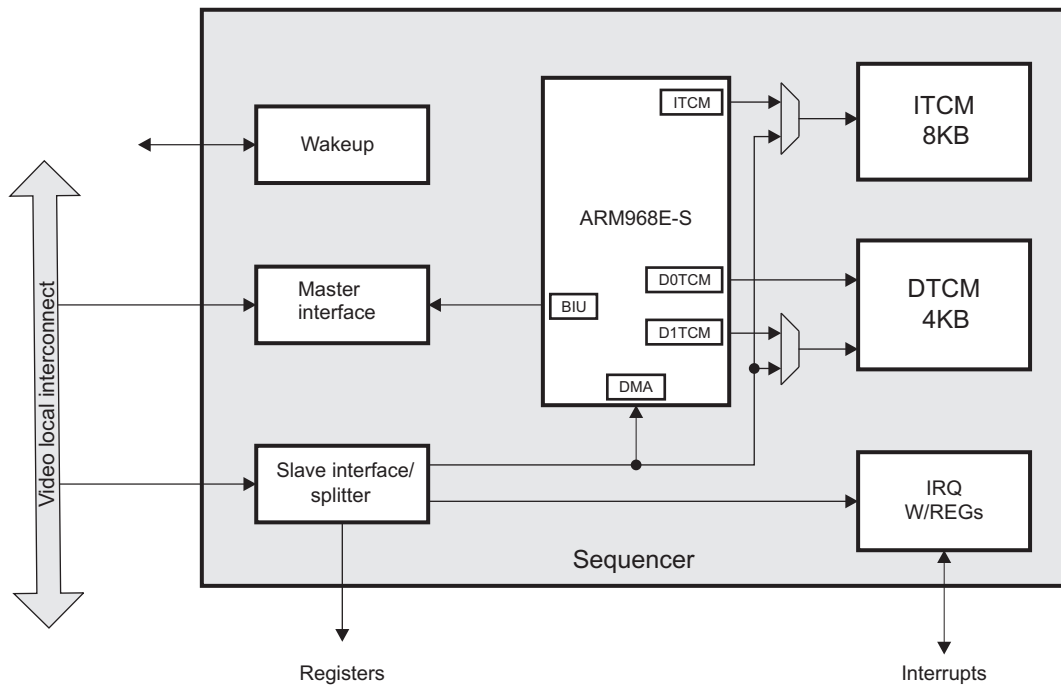 ITCM
ITCM
8KB
Wakeup
ARM968E-S
Video local interconnect
Master
interface
BIU
D0TCM
D1TCM
DTCM
4KB
DMA
Slave interface/
splitter
IRQ
W/REGs
Sequencer
Registers
Interrupts